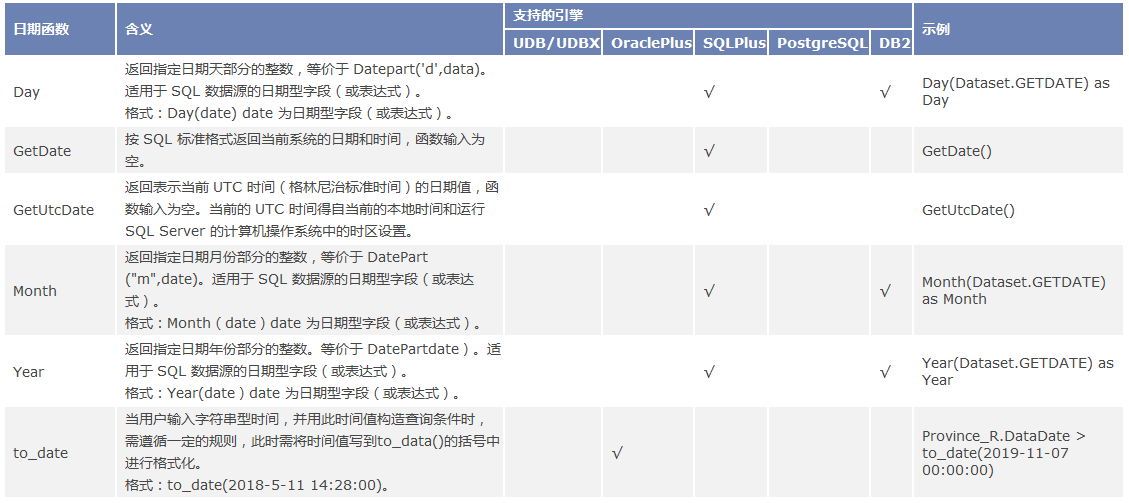 日期函数
含义
支持的引擎
示例
UDB/UDBX
OraclePlus
SQLPlus
PostgreSQL
DB2
Day
返回指定日期天部分的整数，等价于 Datepart('d',data)。
适用于 SQL 数据源的日期型字段（或表达式）。
格式：Day(date) date 为日期型字段（或表达式）。
√
√
Day(Dataset.GETDATE) as
Day
GetDate
按 SQL 标准格式返回当前系统的日期和时间，函数输入为
空。
√
GetDate()
GetUtcDate
返回表示当前 UTC 时间（格林尼治标准时间）的日期值，函
数输入为空。当前的 UTC 时间得自当前的本地时间和运行
SQL Server 的计算机操作系统中的时区设置。
√
GetUtcDate()
Month
返回指定日期月份部分的整数，等价于 DatePart
("m",date)。适用于 SQL 数据源的日期型字段（或表达
式）。
格式：Month（date）date 为日期型字段（或表达式）。
√
√
Month(Dataset.GETDATE)
as Month
Year
返回指定日期年份部分的整数。等价于 DatePartdate）。适
用于 SQL 数据源的日期型字段（或表达式）。
格式：Year(date）date 为日期型字段（或表达式）。
√
√
Year(Dataset.GETDATE) as
Year
to_date
当用户输入字符串型时间，并用此时间值构造查询条件时，
需遵循一定的规则，此时需将时间值写到to_data()的括号中
进行格式化。
格式：to_date(2018-5-11 14:28:00)。
√
Province_R.DataDate >
to_date(2019-11-07
00:00:00)